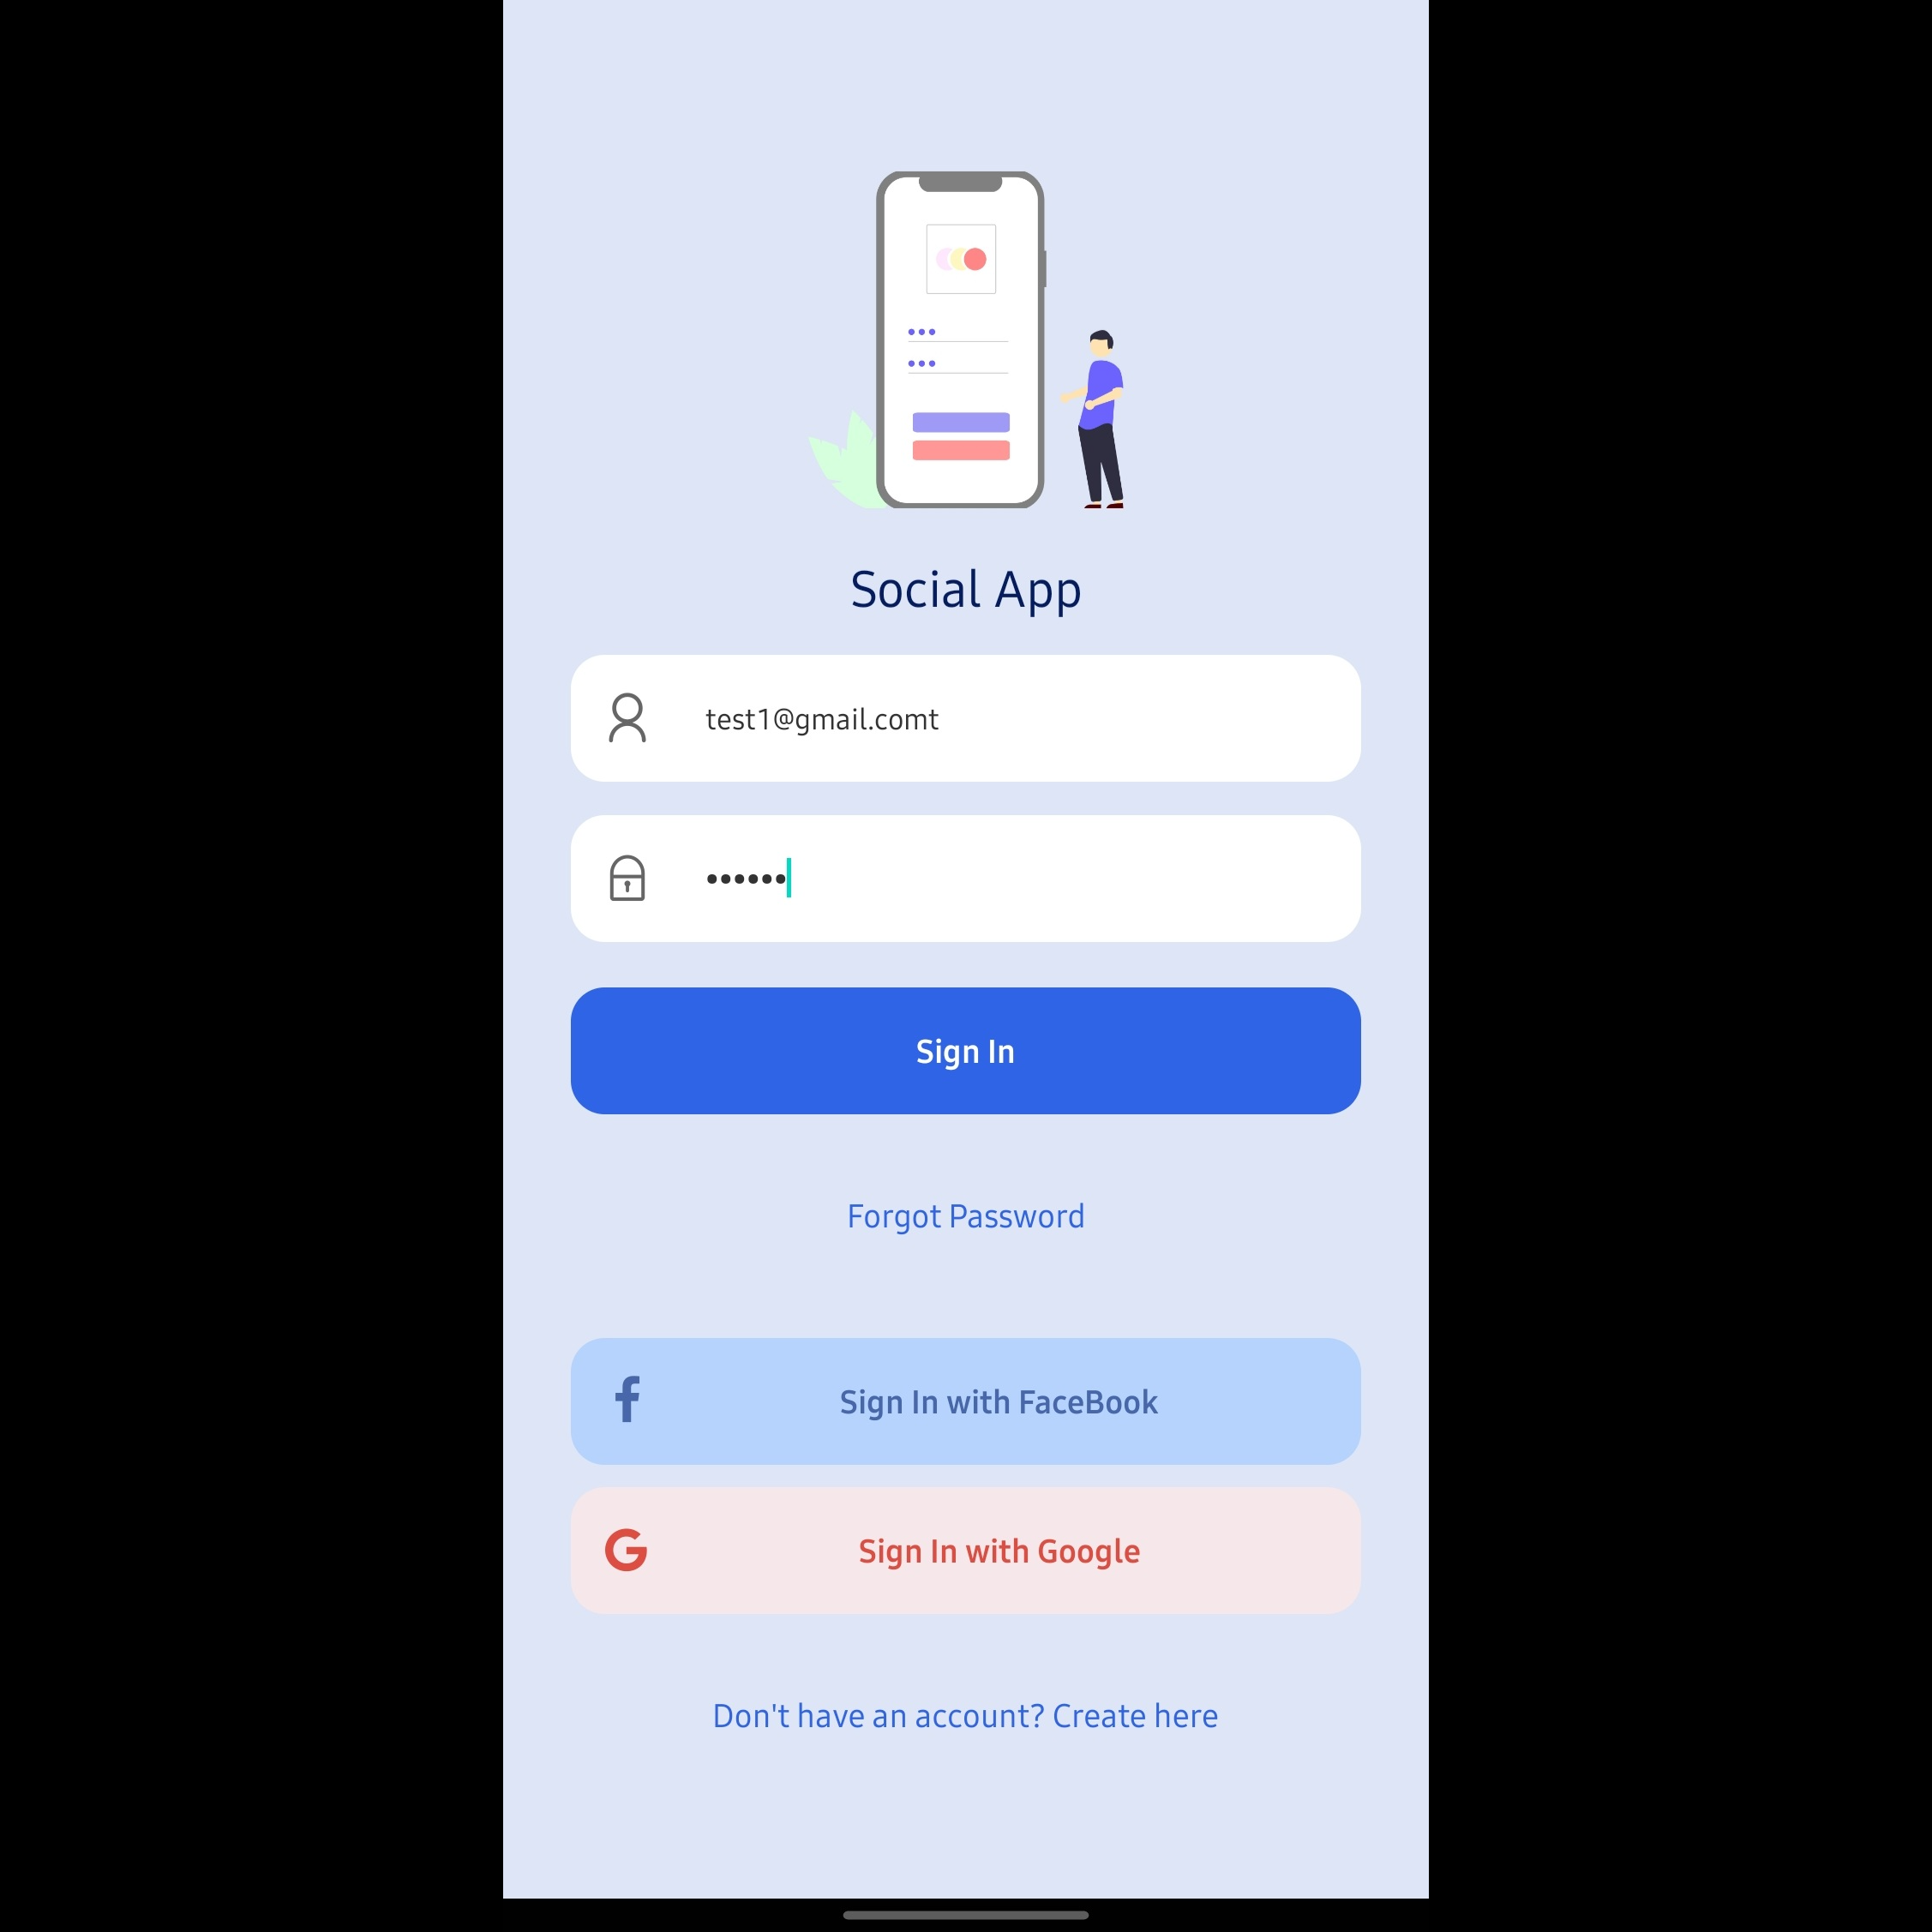 Social App
test1@gmail.comt
••••••
Sign In
Forgot Password
Sign In with FaceBook
Sign In with Google
Don't have an account? Create here